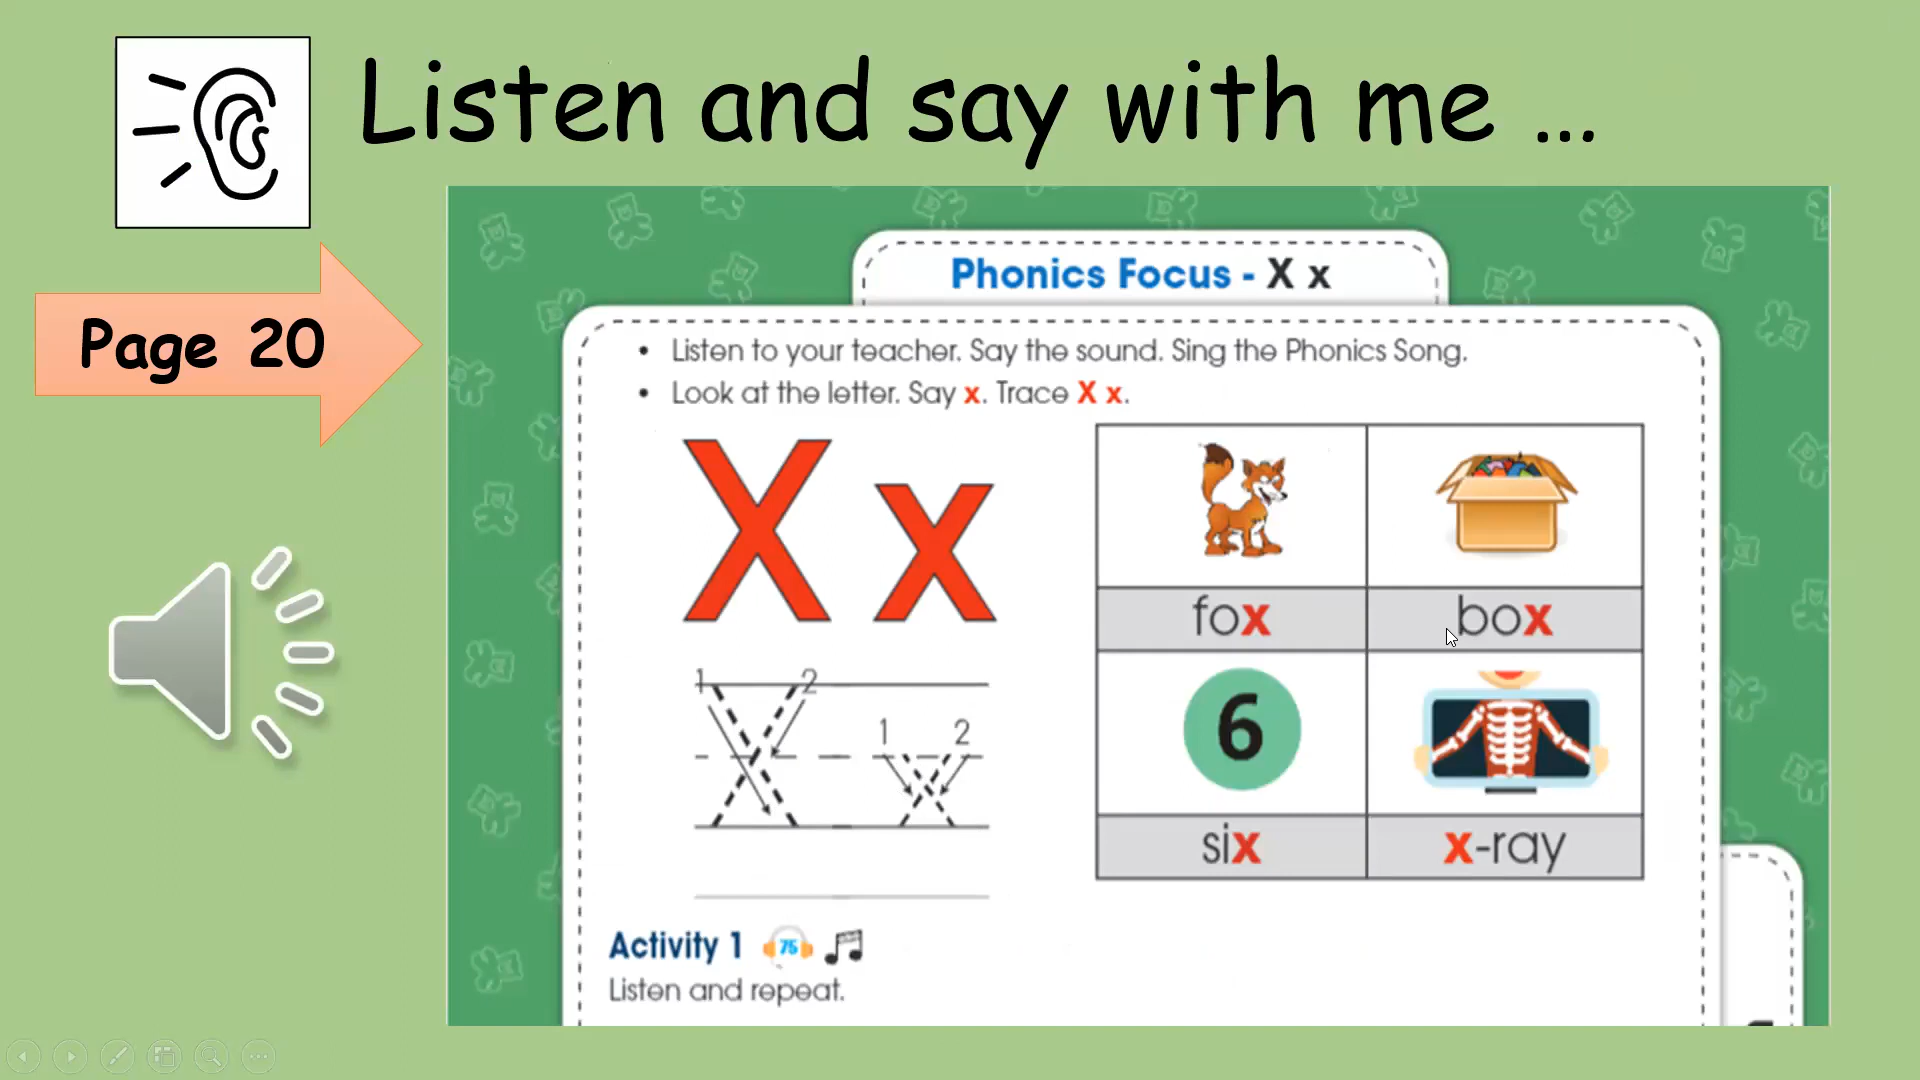 Listen and say with me ...
Page 20
Phonics Focus - X x
• Listen to your teacher. Say the sound. Sing the Phonics Song.
• Look at the letter. Say x. Trace X x.
X x
1 2
1 2
fox
box
6
six
x-ray
Activity 1 75
Listen and repeat.